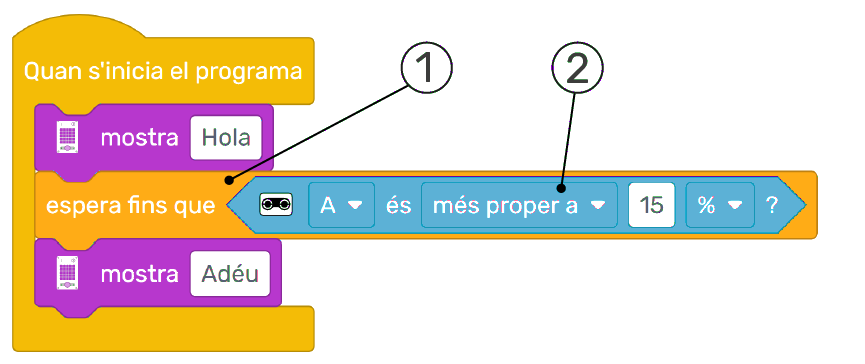 1 2
Quan s'inicia el programa
mostra Hola
espera fins que A és més proper a 15 % ?
mostra Adéu